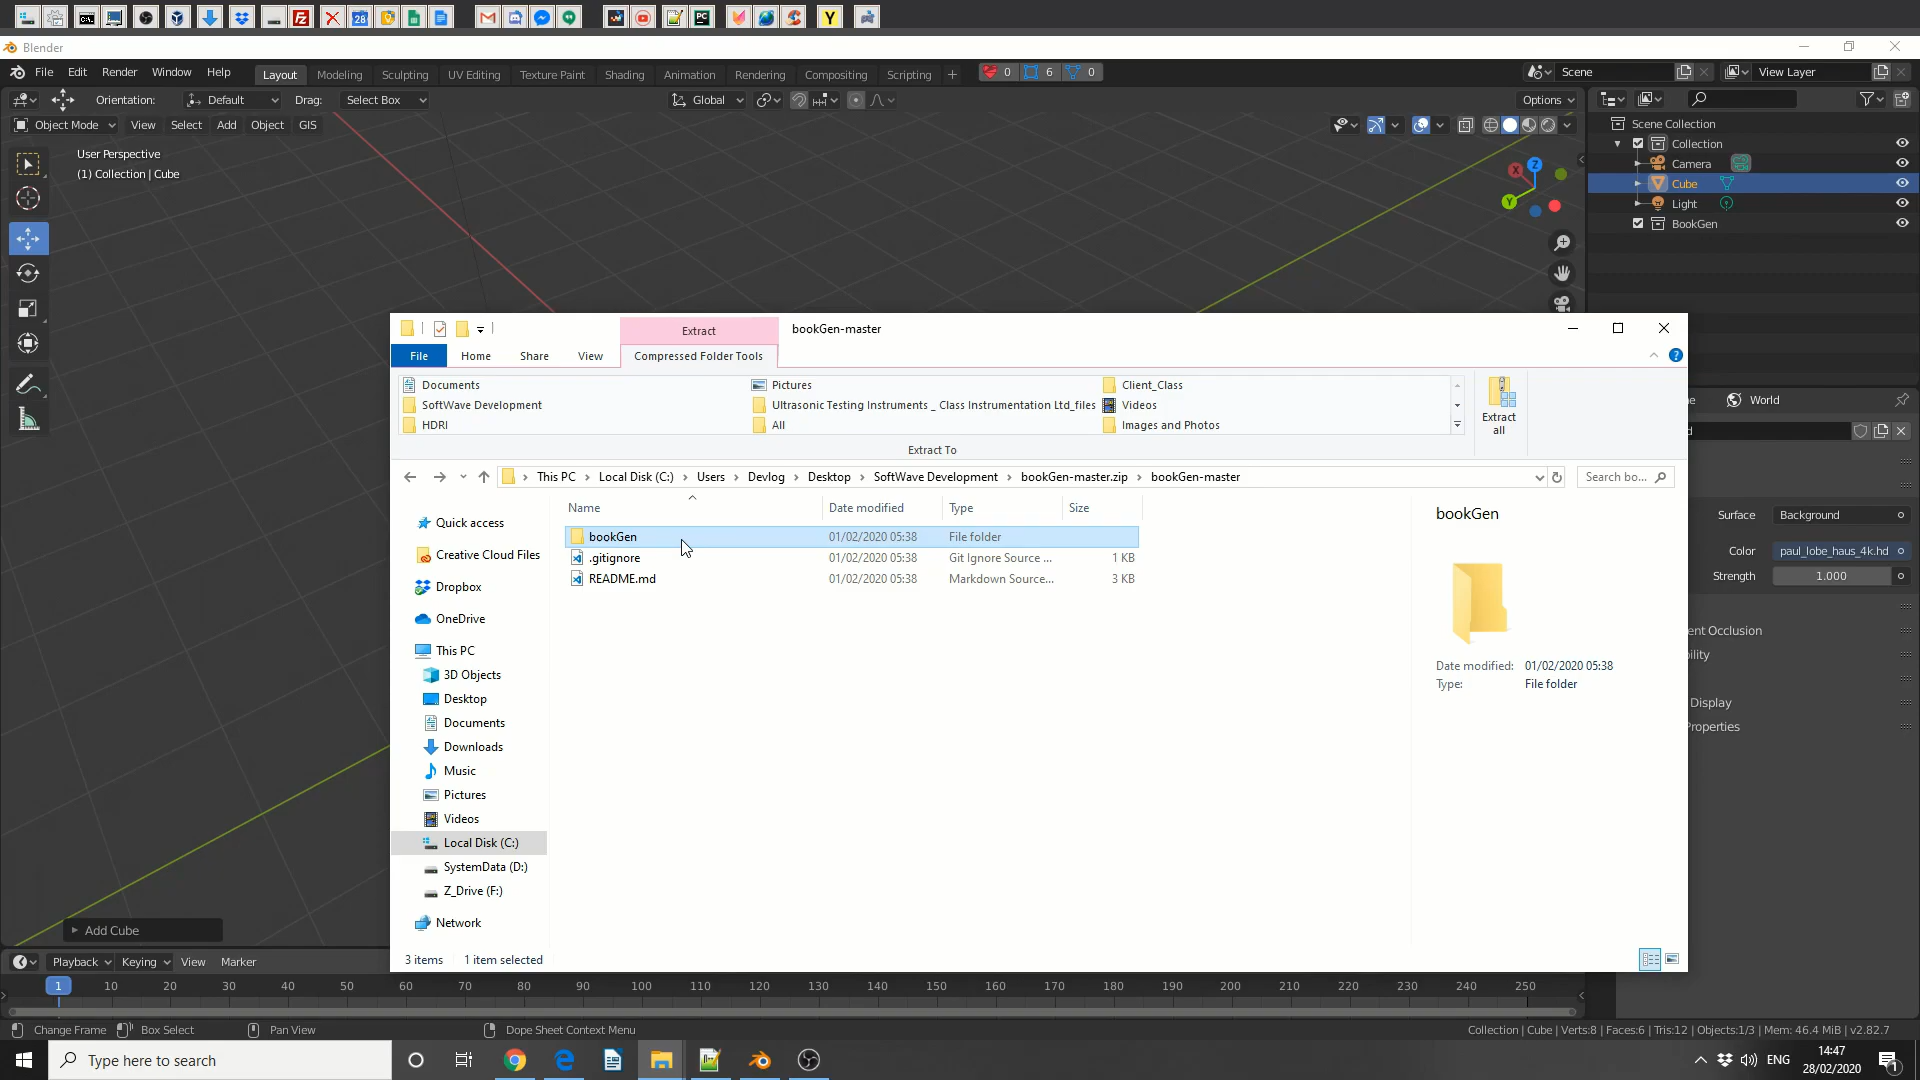 Blender
File Edit Render Window Help Layout Modeling Sculpting UV Editing Texture Paint Shading Animation Rendering Compositing Scripting + 0 6 0 Scene View Layer
Orientation: Default Drag: Select Box Global Options
Object Mode View Select Add Object GIS
User Perspective
(1) Collection | Cube
Scene Collection
Collection
Camera
Cube
Light
BookGen
X Z
Y
Extract bookGen-master
File Home Share View Compressed Folder Tools
Documents Pictures Client_Class
SoftWave Development Ultrasonic Testing Instruments _ Class Instrumentation Ltd_files Videos
HDRI All Images and Photos
Extract all
Extract To
This PC Local Disk (C:) Users Devlog Desktop SoftWave Development bookGen-master.zip bookGen-master Search bo...
Name Date modified Type Size
bookGen 01/02/2020 05:38 File folder
.gitignore 01/02/2020 05:38 Git Ignore Source ... 1 KB
README.md 01/02/2020 05:38 Markdown Source... 3 KB
Quick access
Creative Cloud Files
Dropbox
OneDrive
This PC
3D Objects
Desktop
Documents
Downloads
Music
Pictures
Videos
Local Disk (C:)
SystemData (D:)
Z_Drive (F:)
Network
bookGen
Date modified: 01/02/2020 05:38
Type: File folder
3 items 1 item selected
ne World
d
Surface Background
Color paul_lobe_haus_4k.hd
Strength 1.000
ent Occlusion
bility
Display
Properties
Add Cube
Playback Keying View Marker
1 10 20 30 40 50 60 70 80 90 100 110 120 130 140 150 160 170 180 190 200 210 220 230 240 250
Change Frame Box Select Pan View Dope Sheet Context Menu Collection | Cube | Verts:8 | Faces:6 | Tris:12 | Objects:1/3 | Mem: 46.4 MiB | v2.82.7
Type here to search ENG 14:47
28/02/2020 1